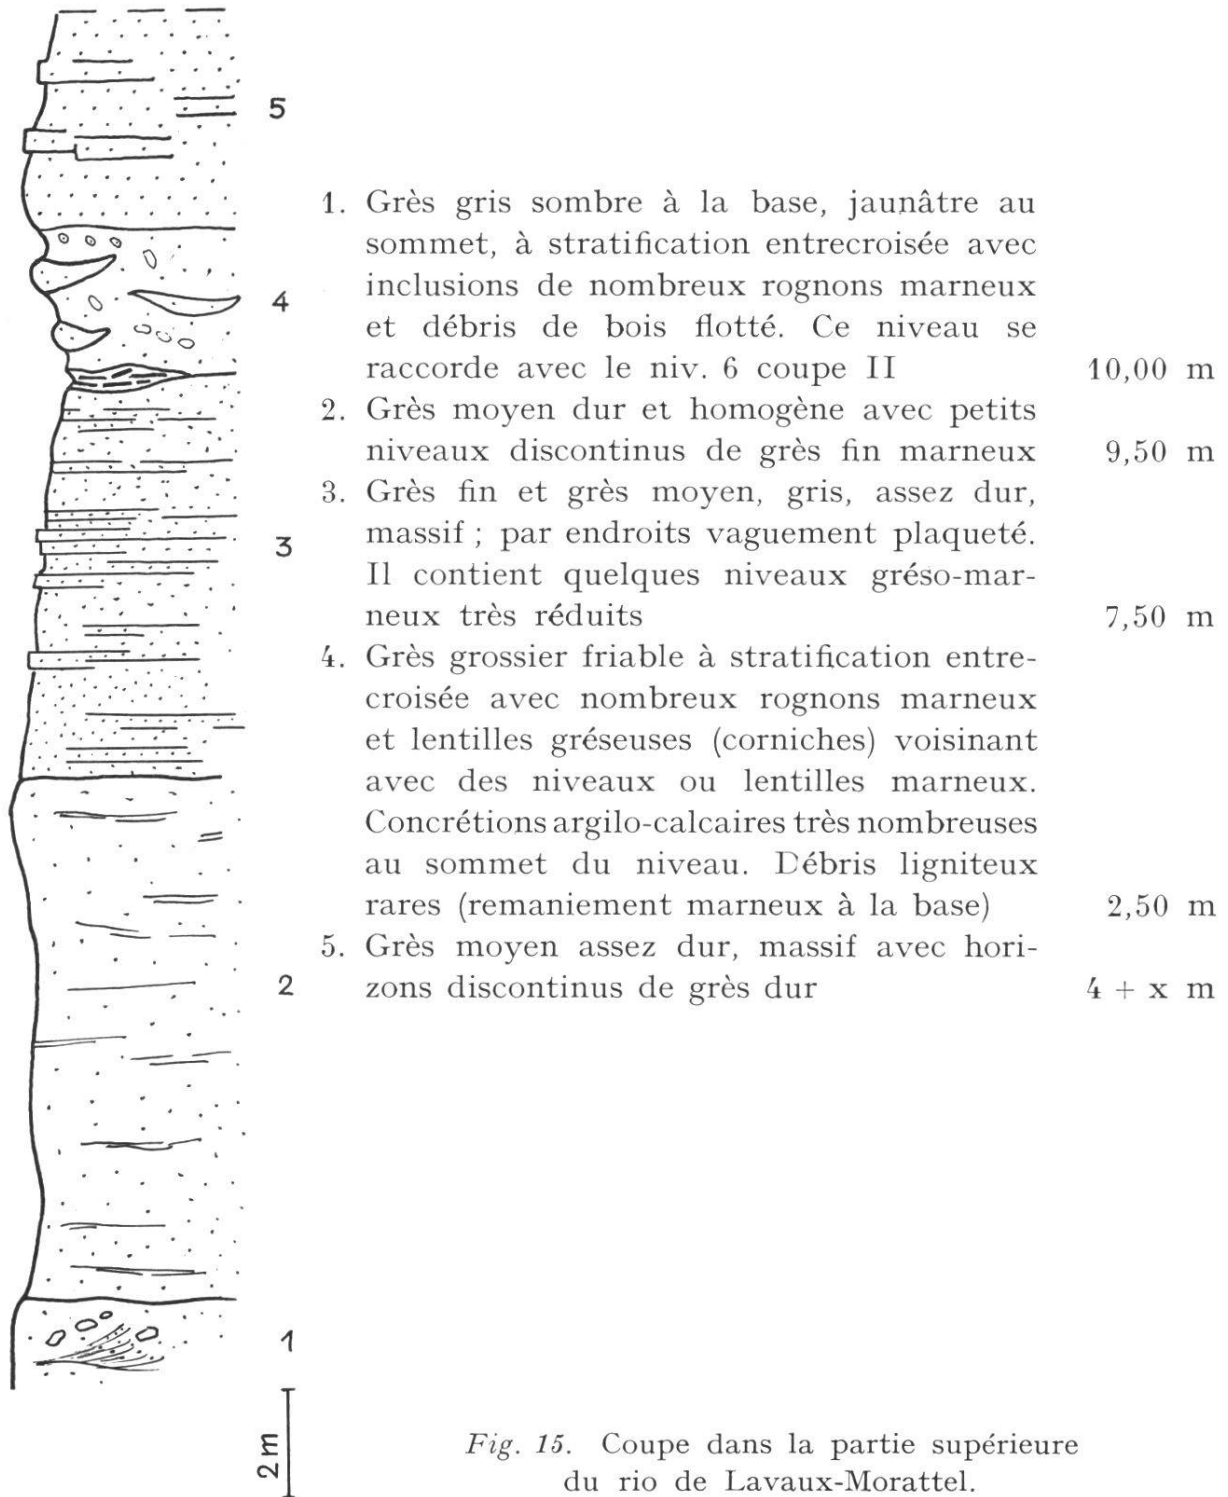 5
4
3
2
1
2m
1. Grès gris sombre à la base, jaunâtre au
sommet, à stratification entrecroisée avec
inclusions de nombreux rognons marneux
et débris de bois flotté. Ce niveau se
raccorde avec le niv. 6 coupe II 10,00 m
2. Grès moyen dur et homogène avec petits
niveaux discontinus de grès fin marneux 9,50 m
3. Grès fin et grès moyen, gris, assez dur,
massif ; par endroits vaguement plaqueté.
Il contient quelques niveaux gréso-mar-
neux très réduits 7,50 m
4. Grès grossier friable à stratification entre-
croisée avec nombreux rognons marneux
et lentilles gréseuses (corniches) voisinant
avec des niveaux ou lentilles marneux.
Concrétions argilo-calcaires très nombreuses
au sommet du niveau. Débris ligniteux
rares (remaniement marneux à la base) 2,50 m
5. Grès moyen assez dur, massif avec hori-
zons discontinus de grès dur 4 + x m
Fig. 15. Coupe dans la partie supérieure
du rio de Lavaux-Morattel.